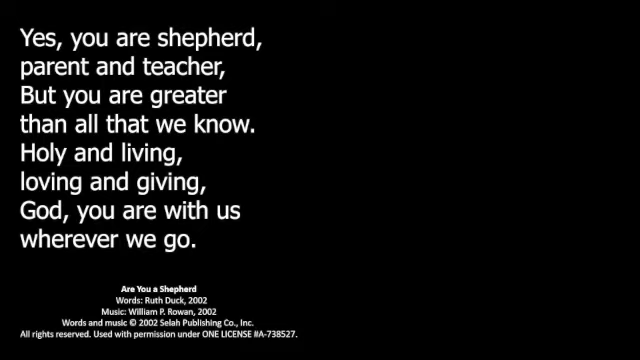 Yes, you are shepherd,
parent and teacher,
But you are greater
than all that we know.
Holy and living,
loving and giving,
God, you are with us
wherever we go.
Are You a Shepherd
Words: Ruth Duck, 2002
Music: William P. Rowan, 2002
Words and music © 2002 Selah Publishing Co., Inc.
All rights reserved. Used with permission under ONE LICENSE #A-738527.